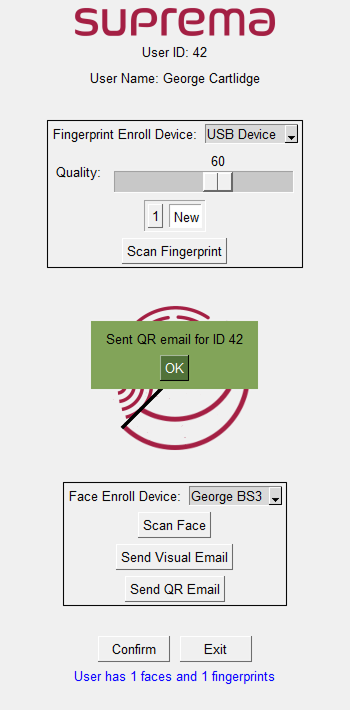 suprema
User ID: 42
User Name: George Cartlidge
Fingerprint Enroll Device: USB Device
60
Quality:
1 New
Scan Fingerprint
Sent QR email for ID 42
OK
Face Enroll Device: George BS3
Scan Face
Send Visual Email
Send QR Email
Confirm Exit
User has 1 faces and 1 fingerprints